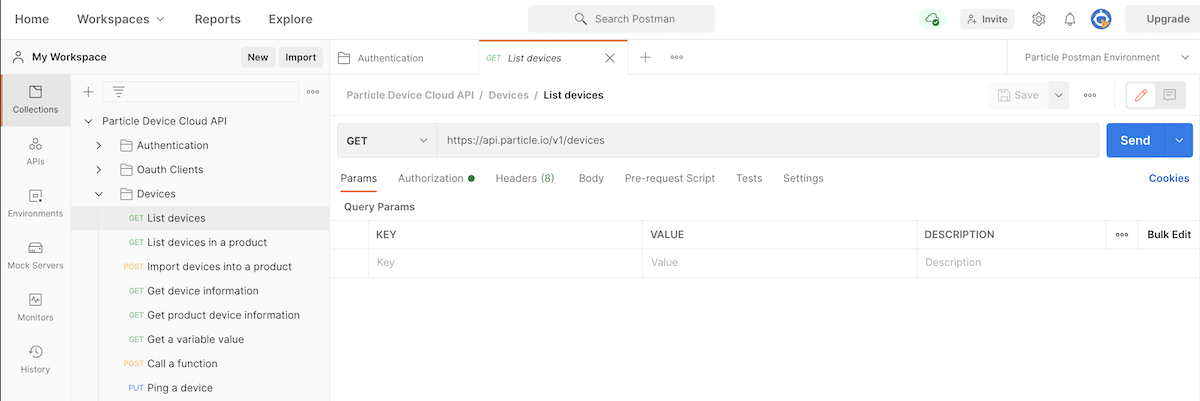 Home Workspaces Reports Explore Search Postman Invite Upgrade
My Workspace New Import
Authentication GET List devices Particle Postman Environment
Collections
APIs
Environments
Mock Servers
Monitors
History
Particle Device Cloud API
Authentication
Oauth Clients
Devices
GET List devices
GET List devices in a product
POST Import devices into a product
GET Get device information
GET Get product device information
GET Get a variable value
POST Call a function
PUT Ping a device
Particle Device Cloud API / Devices / List devices Save
GET https://api.particle.io/v1/devices Send
Params Authorization Headers (8) Body Pre-request Script Tests Settings Cookies
Query Params
KEY VALUE DESCRIPTION Bulk Edit
Key Value Description